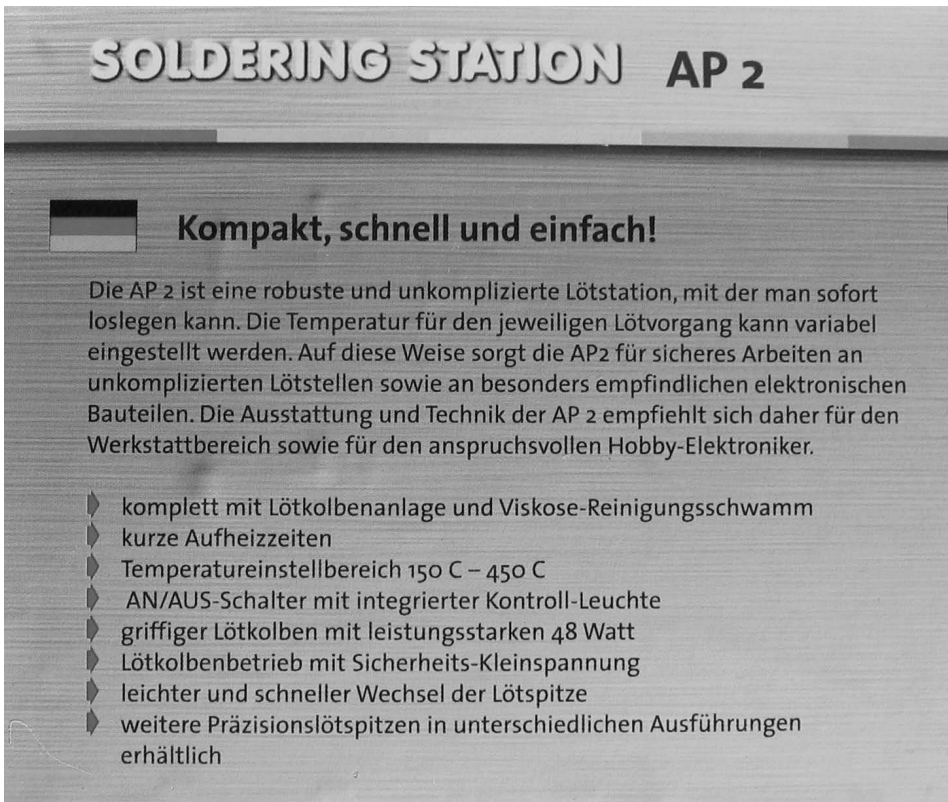 SOLDERING STATION AP 2
Kompakt, schnell und einfach!
Die AP 2 ist eine robuste und unkomplizierte Lötstation, mit der man sofort
loslegen kann. Die Temperatur für den jeweiligen Lötvorgang kann variabel
eingestellt werden. Auf diese Weise sorgt die AP2 für sicheres Arbeiten an
unkomplizierten Lötstellen sowie an besonders empfindlichen elektronischen
Bauteilen. Die Ausstattung und Technik der AP 2 empfiehlt sich daher für den
Werkstattbereich sowie für den anspruchsvollen Hobby-Elektroniker.
komplett mit Lötkolbenanlage und Viskose-Reinigungsschwamm
kurze Aufheizzeiten
Temperatureinstellbereich 150 C – 450 C
AN/AUS-Schalter mit integrierter Kontroll-Leuchte
griffiger Lötkolben mit leistungsstarken 48 Watt
Lötkolbenbetrieb mit Sicherheits-Kleinspannung
leichter und schneller Wechsel der Lötspitze
weitere Präzisionslötspitzen in unterschiedlichen Ausführungen
erhältlich